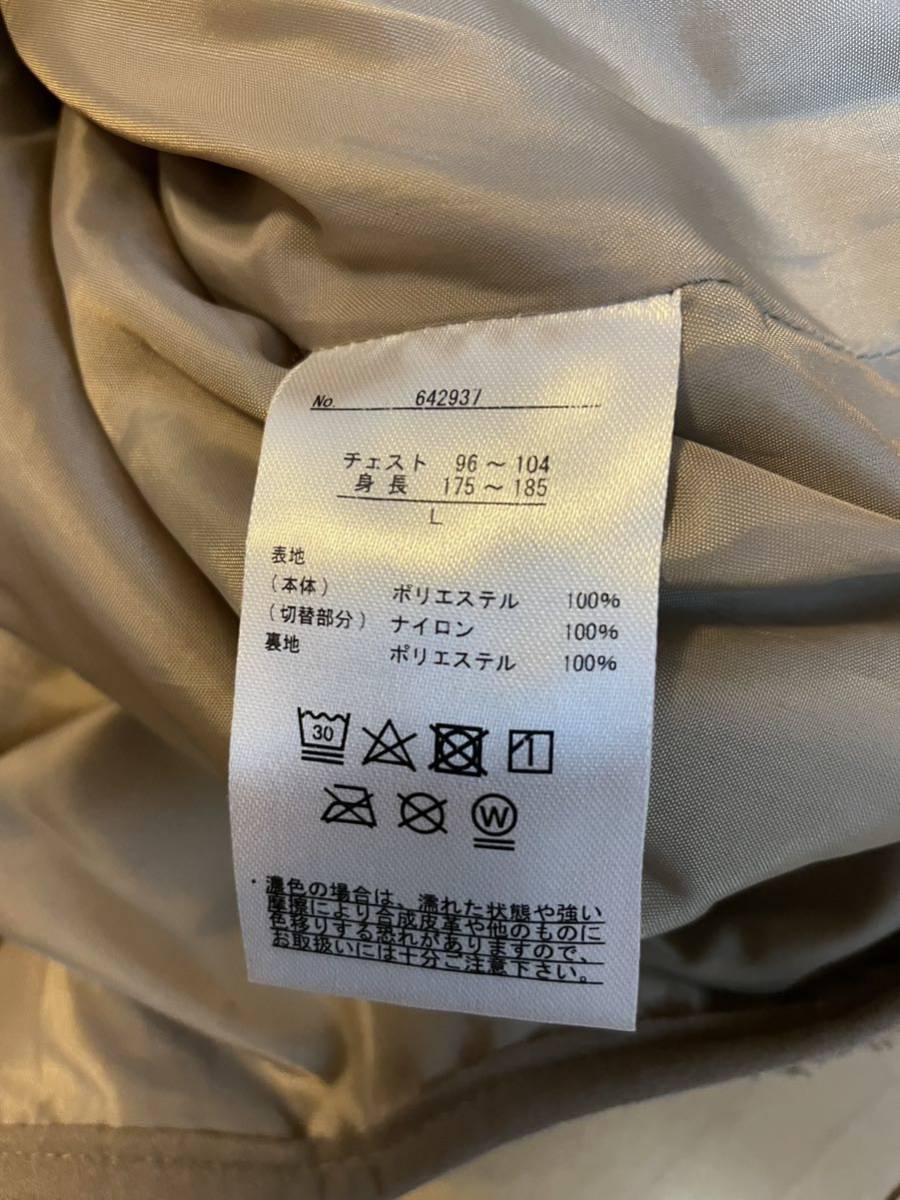 No. 642937
チェスト 96～104
身長 175～185
L
表地
(本体) ポリエステル 100%
(切替部分) ナイロン 100%
裏地 ポリエステル 100%
30
W
・濃色の場合は、濡れた状態や強い
摩擦により合成皮革や他のものに
色移りする恐れがありますので、
お取扱いには十分ご注意下さい。